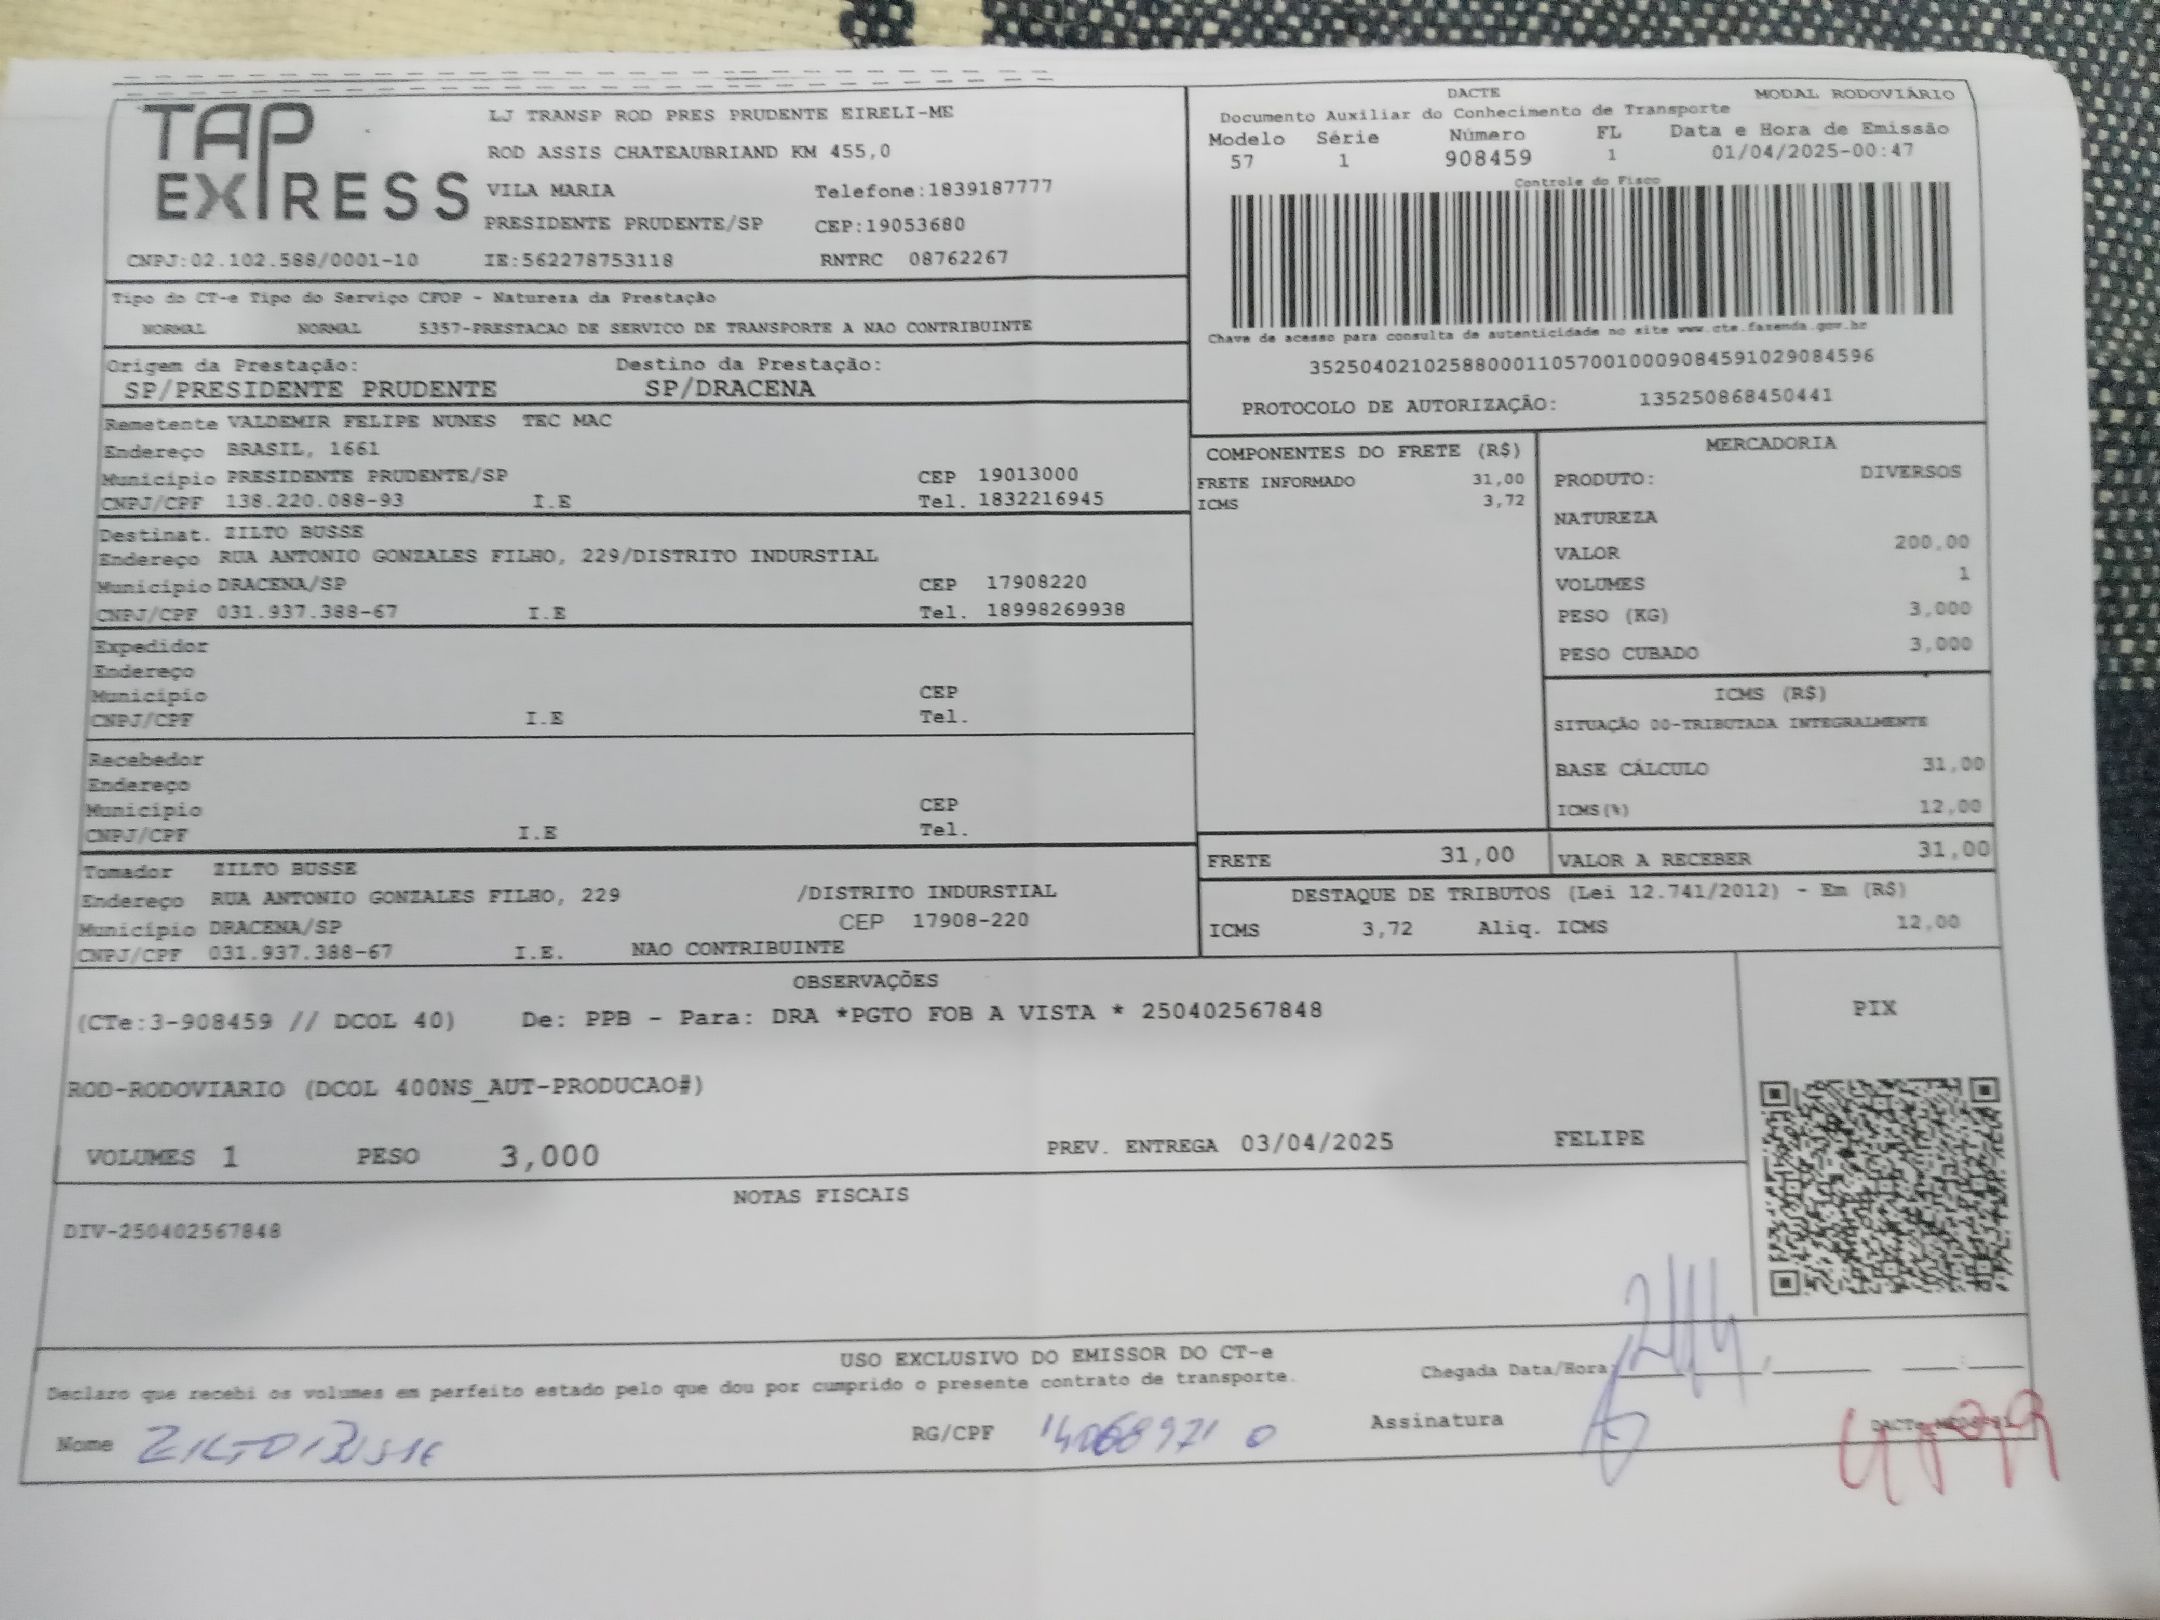 TAP EXPRESS
LJ TRANSP ROD PRES PRUDENTE EIRELI-ME
ROD ASSIS CHATEAUBRIAND KM 455,0
VILA MARIA Telefone:1839187777
PRESIDENTE PRUDENTE/SP CEP:19053680
CNPJ:02.102.588/0001-10 IE:562278753118 RNTRC 08762267
DACTE MODAL RODOVIÁRIO
Documento Auxiliar do Conhecimento de Transporte
Modelo Série Número FL Data e Hora de Emissão
57 1 908459 1 01/04/2025-00:47
Controle do Fisco
Chave de acesso para consulta de autenticidade no site www.cte.fazenda.gov.br
35250402102588000110570010009084591029084596
PROTOCOLO DE AUTORIZAÇÃO: 135250868450441
Tipo do CT-e Tipo do Serviço CFOP - Natureza da Prestação
NORMAL NORMAL 5357-PRESTACAO DE SERVICO DE TRANSPORTE A NAO CONTRIBUINTE
Origem da Prestação: Destino da Prestação:
SP/PRESIDENTE PRUDENTE SP/DRACENA
Remetente VALDEMIR FELIPE NUNES TEC MAC
Endereço BRASIL, 1661
Município PRESIDENTE PRUDENTE/SP CEP 19013000
CNPJ/CPF 138.220.088-93 I.E Tel. 1832216945
Destinat. ZILTO BUSSE
Endereço RUA ANTONIO GONZALES FILHO, 229/DISTRITO INDURSTIAL
Município DRACENA/SP CEP 17908220
CNPJ/CPF 031.937.388-67 I.E Tel. 18998269938
Expedidor
Endereço
Município CEP
CNPJ/CPF I.E Tel.
Recebedor
Endereço
Município CEP
CNPJ/CPF I.E Tel.
Tomador ZILTO BUSSE
Endereço RUA ANTONIO GONZALES FILHO, 229 /DISTRITO INDURSTIAL
Município DRACENA/SP CEP 17908-220
CNPJ/CPF 031.937.388-67 I.E. NAO CONTRIBUINTE
COMPONENTES DO FRETE (R$)
FRETE INFORMADO 31,00
ICMS 3,72
MERCADORIA
PRODUTO: DIVERSOS
NATUREZA
VALOR 200,00
VOLUMES 1
PESO (KG) 3,000
PESO CUBADO 3,000
ICMS (R$)
SITUAÇÃO 00-TRIBUTADA INTEGRALMENTE
BASE CÁLCULO 31,00
ICMS(%) 12,00
FRETE 31,00 VALOR A RECEBER 31,00
DESTAQUE DE TRIBUTOS (Lei 12.741/2012) - Em (R$)
ICMS 3,72 Aliq. ICMS 12,00
OBSERVAÇÕES
(CTe:3-908459 // DCOL 40) De: PPB - Para: DRA *PGTO FOB A VISTA * 250402567848
ROD-RODOVIARIO (DCOL 400NS_AUT-PRODUCAO#)
VOLUMES 1 PESO 3,000 PREV. ENTREGA 03/04/2025 FELIPE
PIX
NOTAS FISCAIS
DIV-250402567848
USO EXCLUSIVO DO EMISSOR DO CT-e
Declaro que recebi os volumes em perfeito estado pelo que dou por cumprido o presente contrato de transporte.
Chegada Data/Hora: 2/4
Nome ZILTO BUSSE RG/CPF 14068971 0 Assinatura